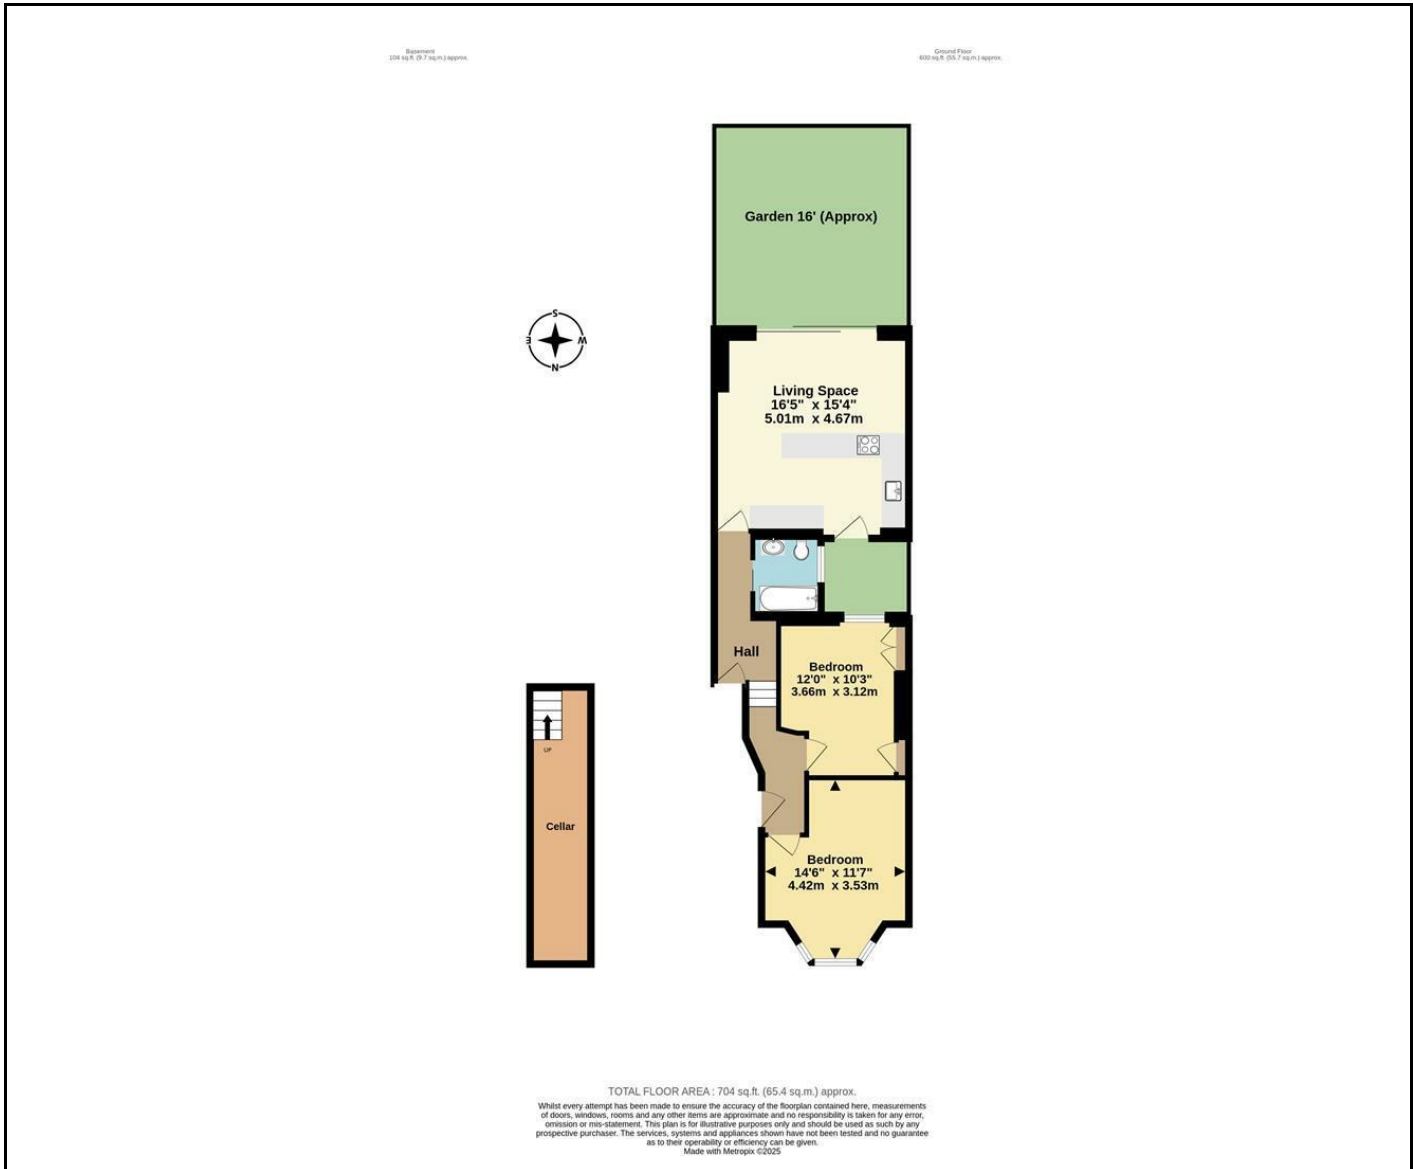 Basement
104 sq.ft. (9.7 sq.m.) approx.
Ground Floor
600 sq.ft. (55.7 sq.m.) approx.
Garden 16' (Approx)
S
E
W
N
Living Space
16'5" x 15'4"
5.01m x 4.67m
Hall
Bedroom
12'0" x 10'3"
3.66m x 3.12m
UP
Cellar
Bedroom
14'6" x 11'7"
4.42m x 3.53m
TOTAL FLOOR AREA : 704 sq.ft. (65.4 sq.m.) approx.
Whilst every attempt has been made to ensure the accuracy of the floorplan contained here, measurements
of doors, windows, rooms and any other items are approximate and no responsibility is taken for any error,
omission or mis-statement. This plan is for illustrative purposes only and should be used as such by any
prospective purchaser. The services, systems and appliances shown have not been tested and no guarantee
as to their operability or efficiency can be given.
Made with Metropix ©2025